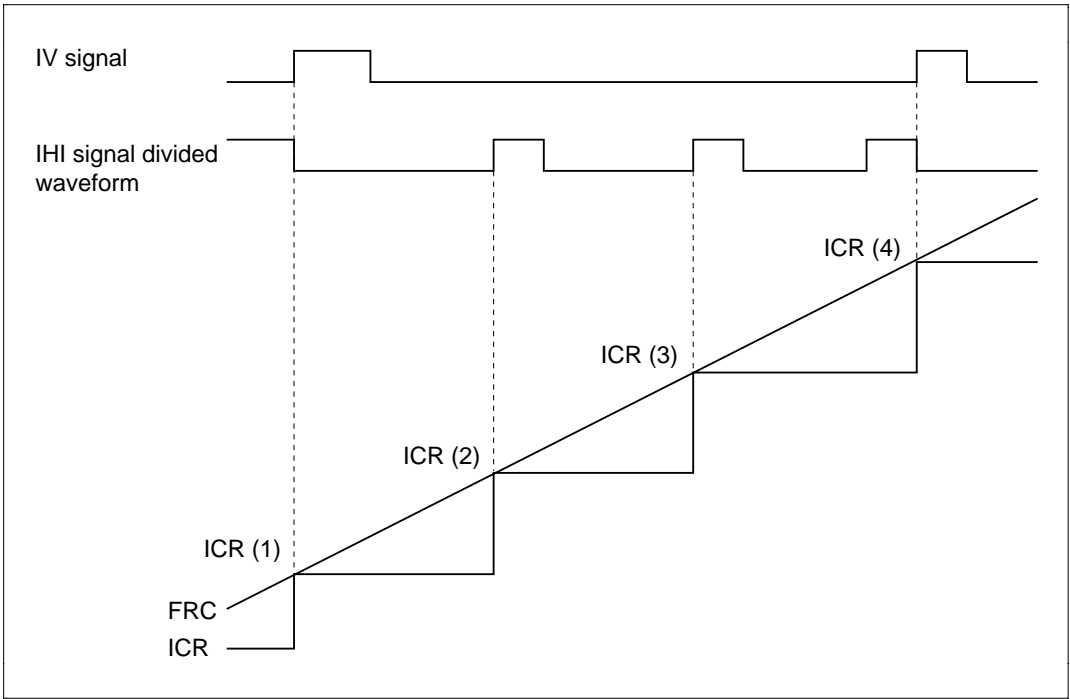 IV signal
IHI signal divided
waveform
ICR (4)
ICR (3)
ICR (2)
ICR (1)
FRC
ICR